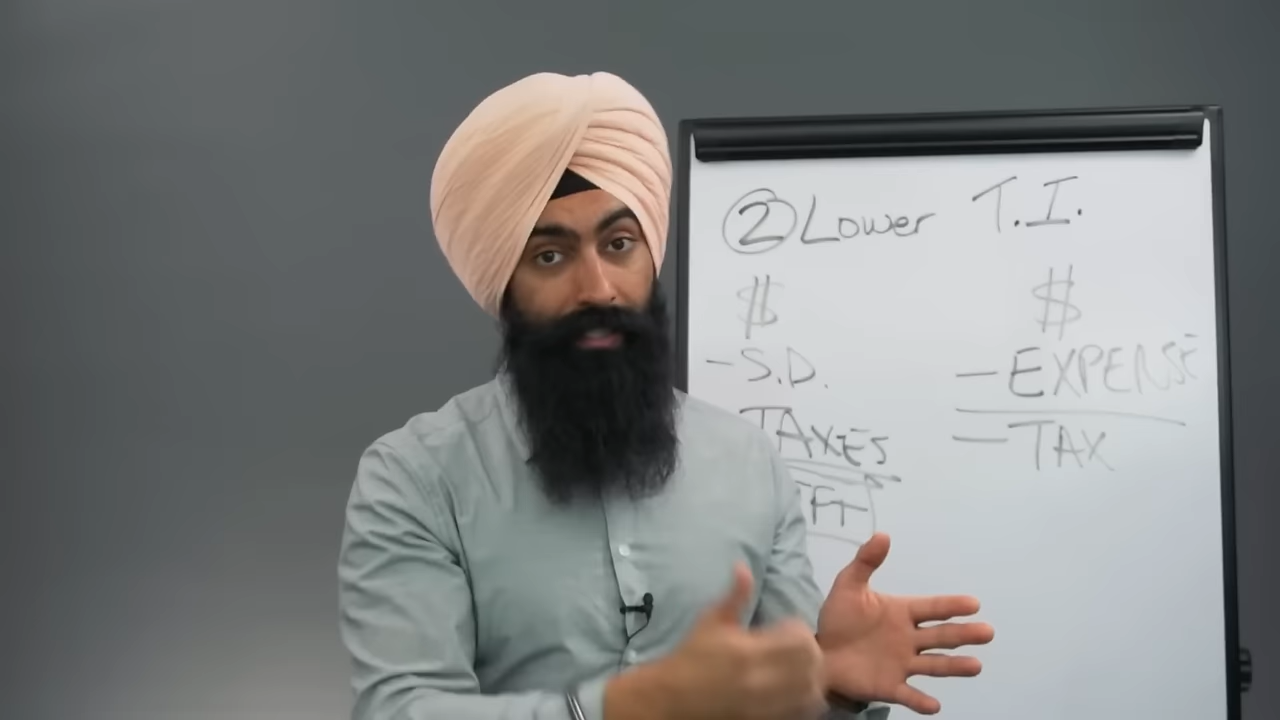 ② Lower T.I.
$
- S.D.
TAXES
$
- EXPENSE
- TAX